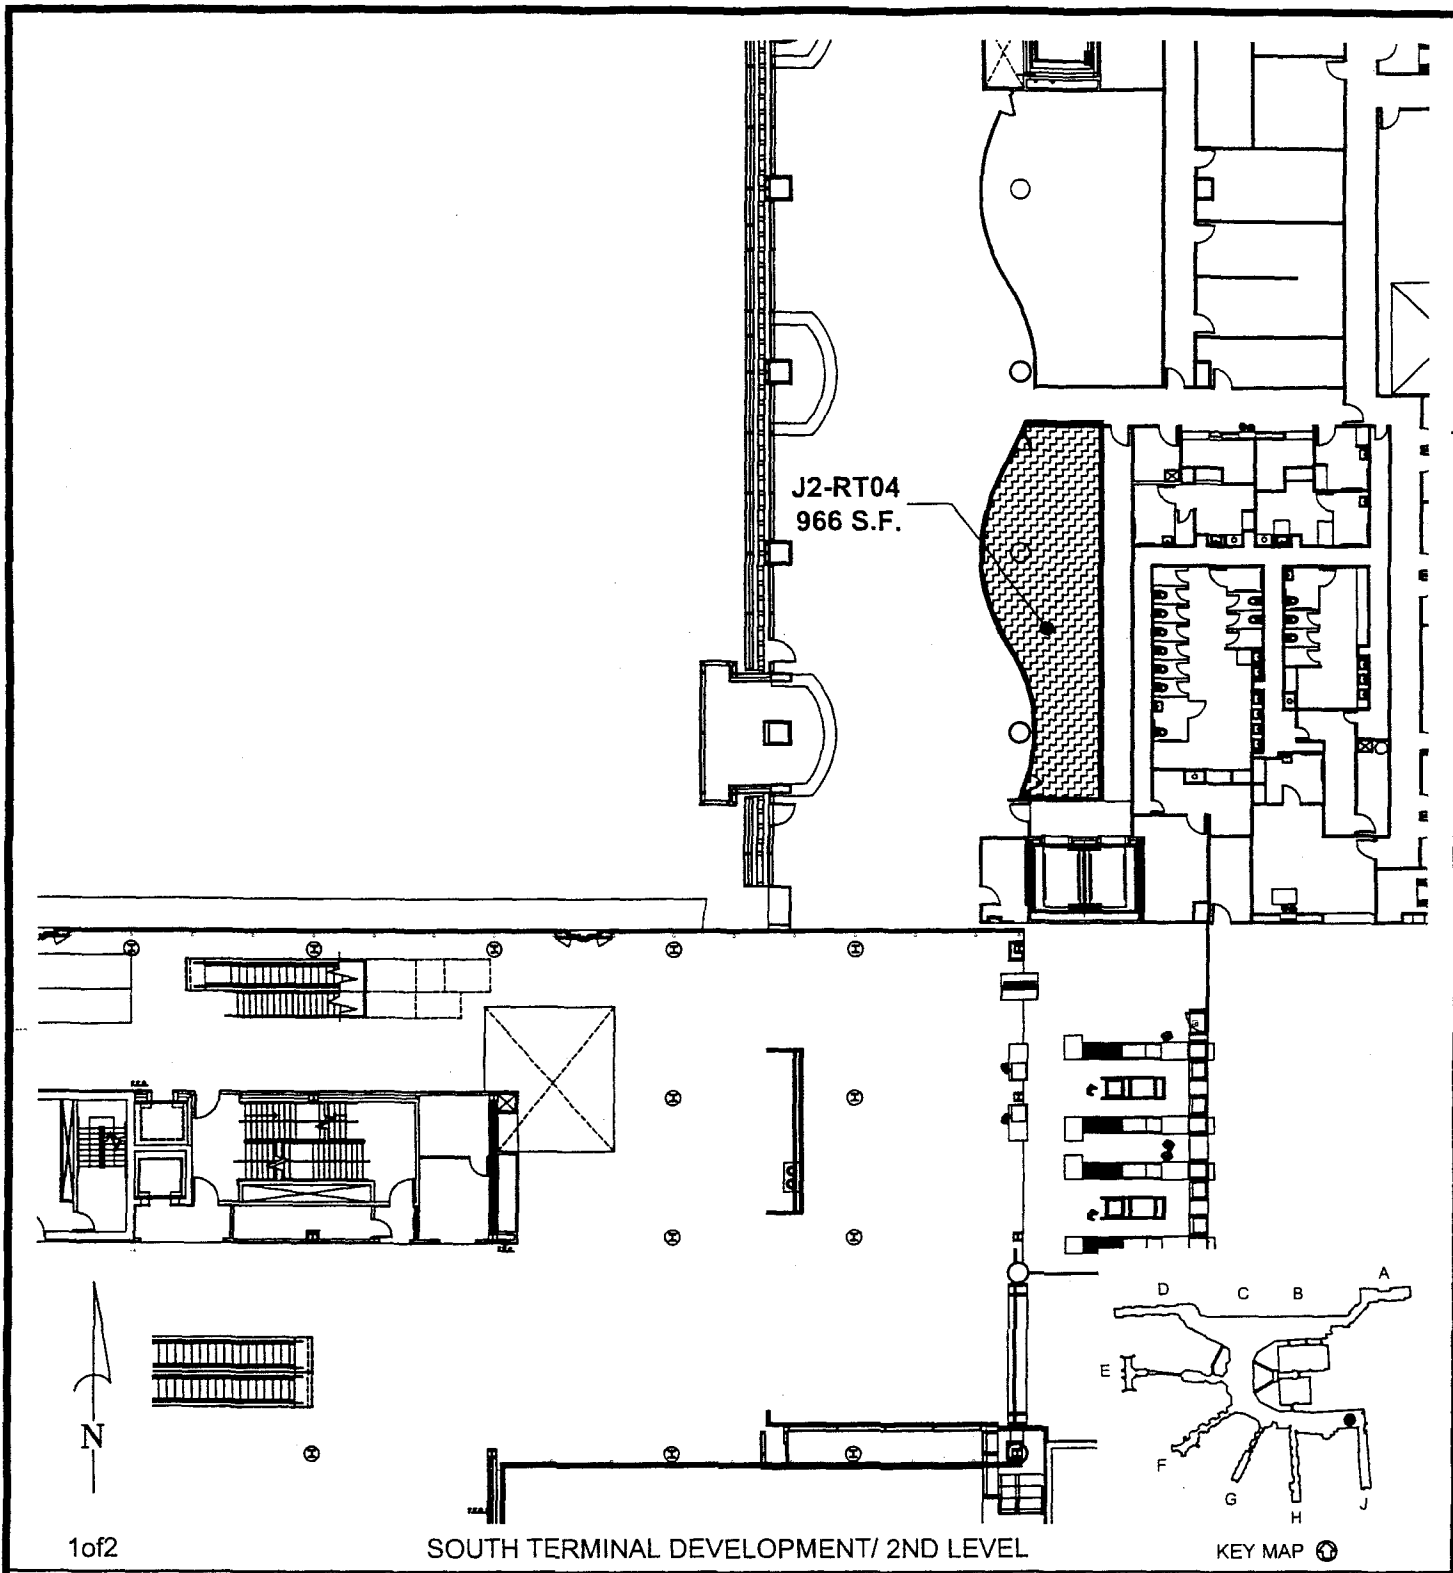 J2-RT04
966 S.F.
N
D
C
B
A
E
F
G
H
J
1of2
SOUTH TERMINAL DEVELOPMENT/ 2ND LEVEL
KEY MAP